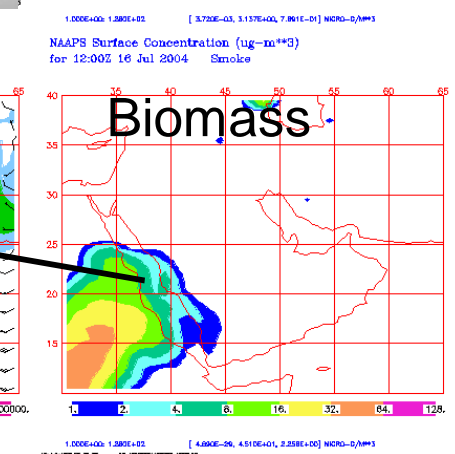 1.000E+00: 1.280E+02 [ 3.720E-03, 3.137E+00, 7.891E-01] MICRO-G/M**3
NAAPS Surface Concentration (ug-m**3)
for 12:00Z 16 Jul 2004 Smoke
65 35 40 45 50 55 60 65
40
Biomass
35
30
25
20
15
00000. 1. 2. 4. 8. 16. 32. 64. 128.
1.000E+00: 1.280E+02 [ 4.690E-29, 4.510E+01, 2.258E+00] MICRO-G/M**3